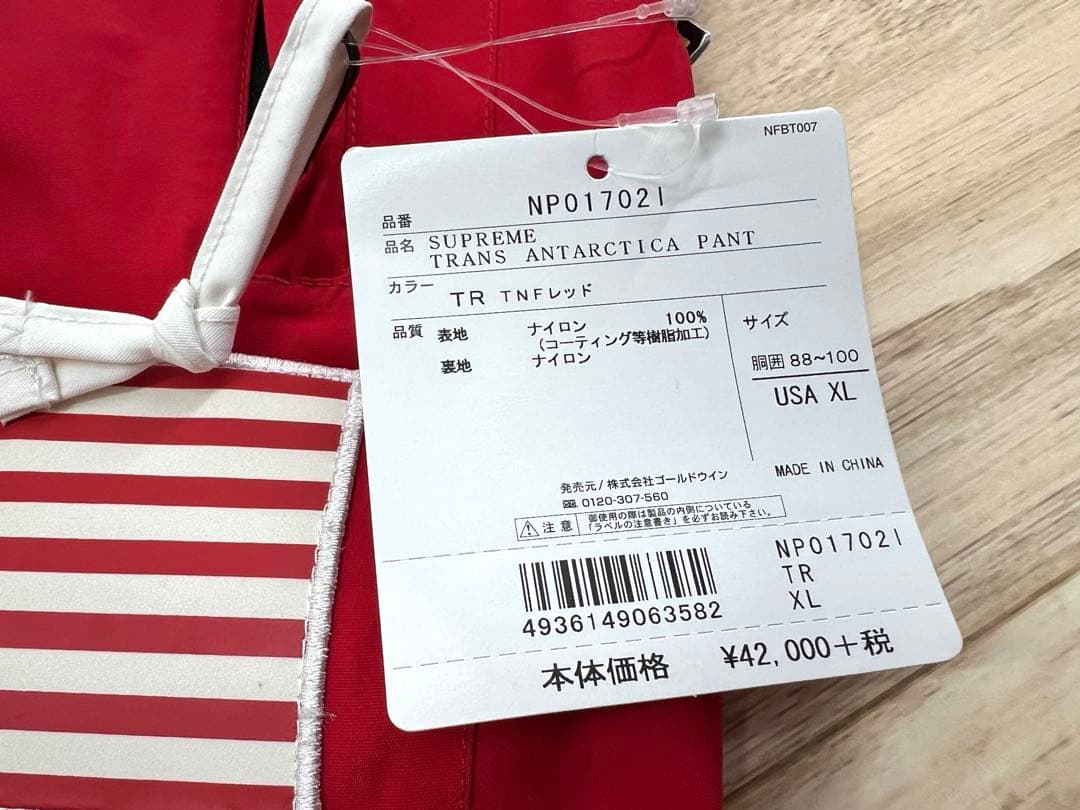 NFBT007
品番 NP01702I
品名 SUPREME
TRANS ANTARCTICA PANT
カラー TR TNFレッド
品質 表地 ナイロン 100%
(コーティング等樹脂加工)
裏地 ナイロン
サイズ
胴囲 88~100
USA XL
MADE IN CHINA
発売元/株式会社ゴールドウイン
0120-307-560
注意 御使用の際は製品の内側についている
「ラベルの注意書き」を必ずお読み下さい。
NP01702I
TR
XL
4936149063582
本体価格 ¥42,000+税